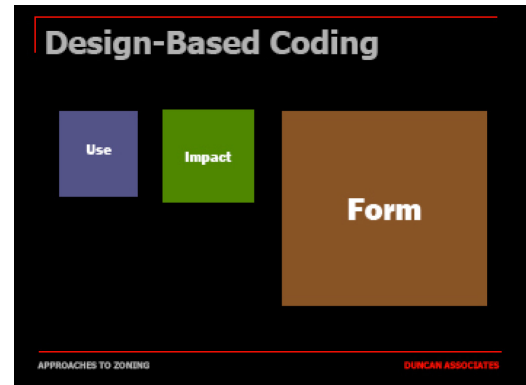 Design-Based Coding
Use
Impact
Form
APPROACHES TO ZONING
DUNCAN ASSOCIATES